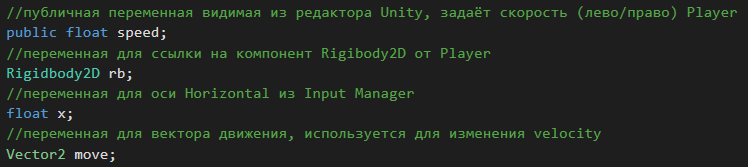 //публичная переменная видимая из редактора Unity, задаёт скорость (лево/право) Player
public float speed;
//переменная для ссылки на компонент Rigibody2D от Player
Rigidbody2D rb;
//переменная для оси Horizontal из Input Manager
float x;
//переменная для вектора движения, используется для изменения velocity
Vector2 move;